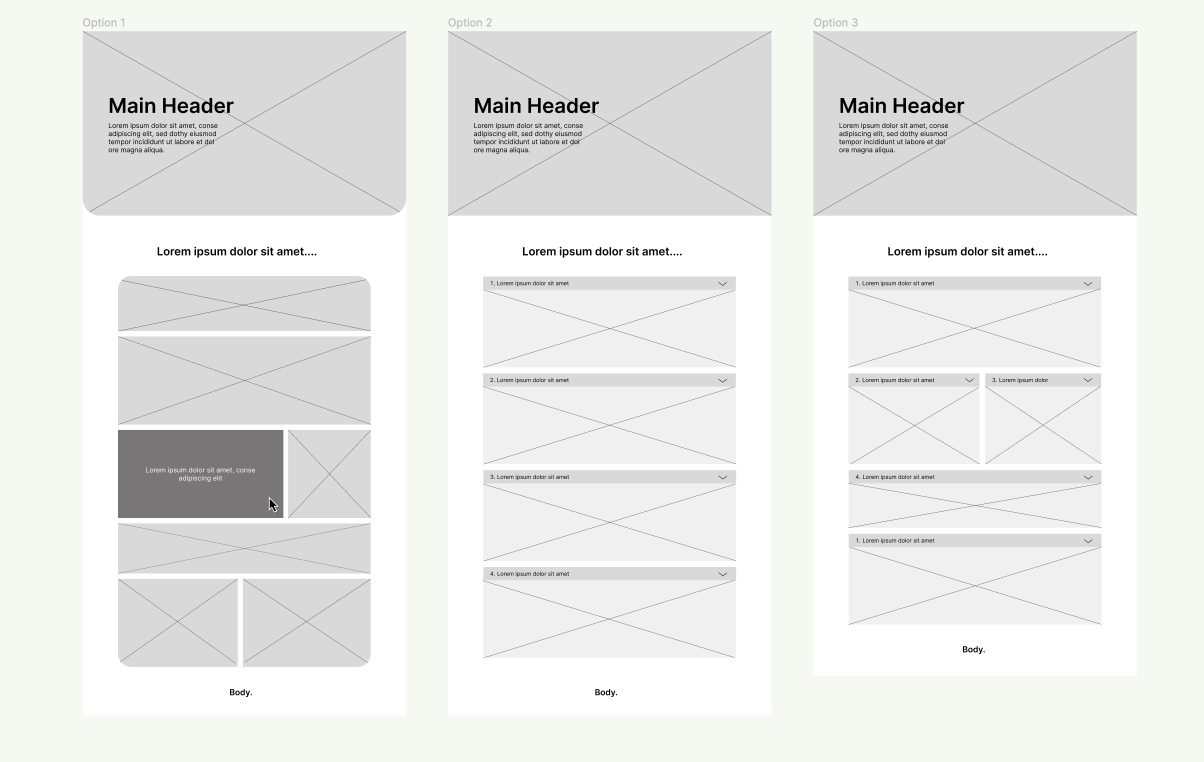 Option 1
Main Header
Lorem ipsum dolor sit amet, conse
adipiscing elit, sed dothy eiusmod
tempor incididunt ut labore et dol
ore magna aliqua.
Lorem ipsum dolor sit amet....
Lorem ipsum dolor sit amet, conse
adipiscing elit
Body.
Option 2
Main Header
Lorem ipsum dolor sit amet, conse
adipiscing elit, sed dothy eiusmod
tempor incididunt ut labore et dol
ore magna aliqua.
Lorem ipsum dolor sit amet....
1. Lorem ipsum dolor sit amet
2. Lorem ipsum dolor sit amet
3. Lorem ipsum dolor sit amet
4. Lorem ipsum dolor sit amet
Body.
Option 3
Main Header
Lorem ipsum dolor sit amet, conse
adipiscing elit, sed dothy eiusmod
tempor incididunt ut labore et dol
ore magna aliqua.
Lorem ipsum dolor sit amet....
1. Lorem ipsum dolor sit amet
2. Lorem ipsum dolor sit amet
3. Lorem ipsum dolor
4. Lorem ipsum dolor sit amet
1. Lorem ipsum dolor sit amet
Body.